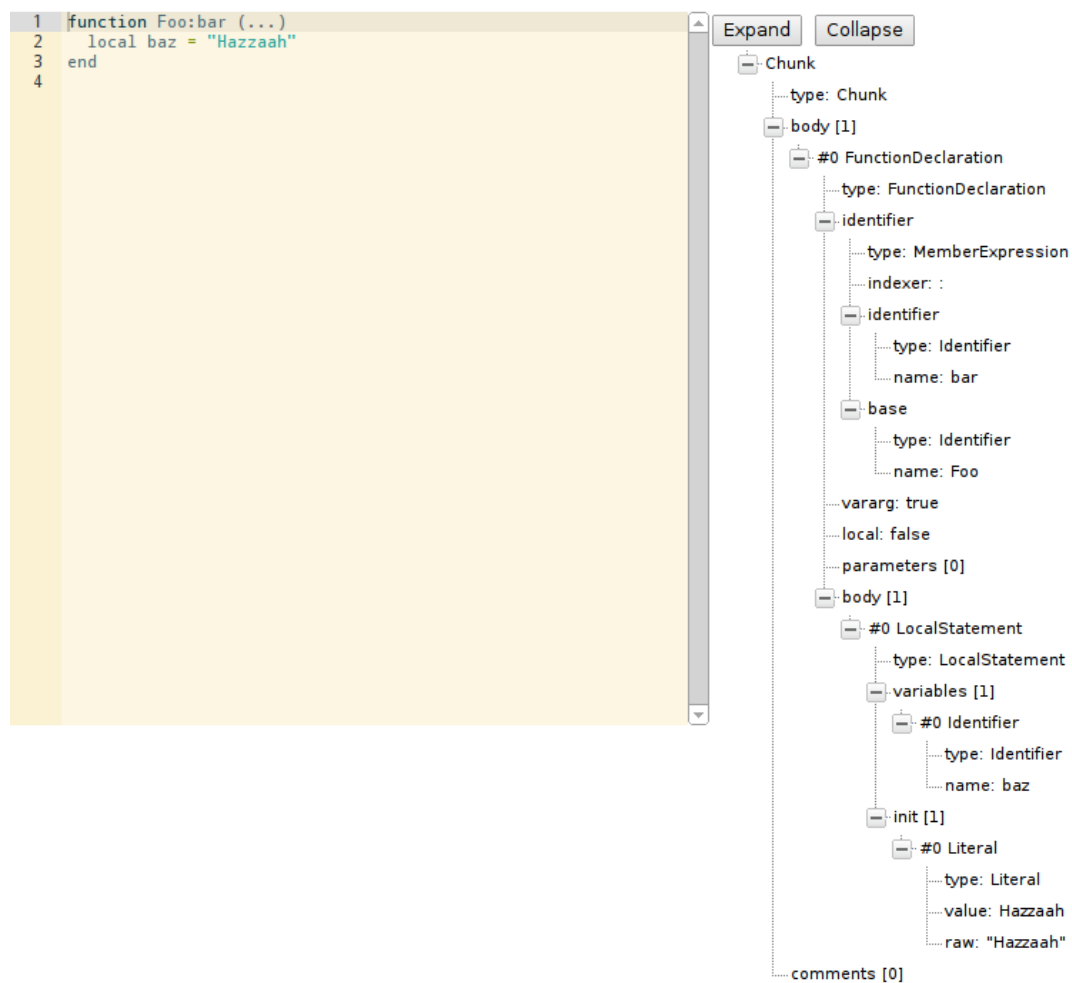 1 function Foo:bar (...)
2 local baz = "Hazzaah"
3 end
4
Expand Collapse
Chunk
type: Chunk
body [1]
#0 FunctionDeclaration
type: FunctionDeclaration
identifier
type: MemberExpression
indexer: :
identifier
type: Identifier
name: bar
base
type: Identifier
name: Foo
vararg: true
local: false
parameters [0]
body [1]
#0 LocalStatement
type: LocalStatement
variables [1]
#0 Identifier
type: Identifier
name: baz
init [1]
#0 Literal
type: Literal
value: Hazzaah
raw: "Hazzaah"
comments [0]